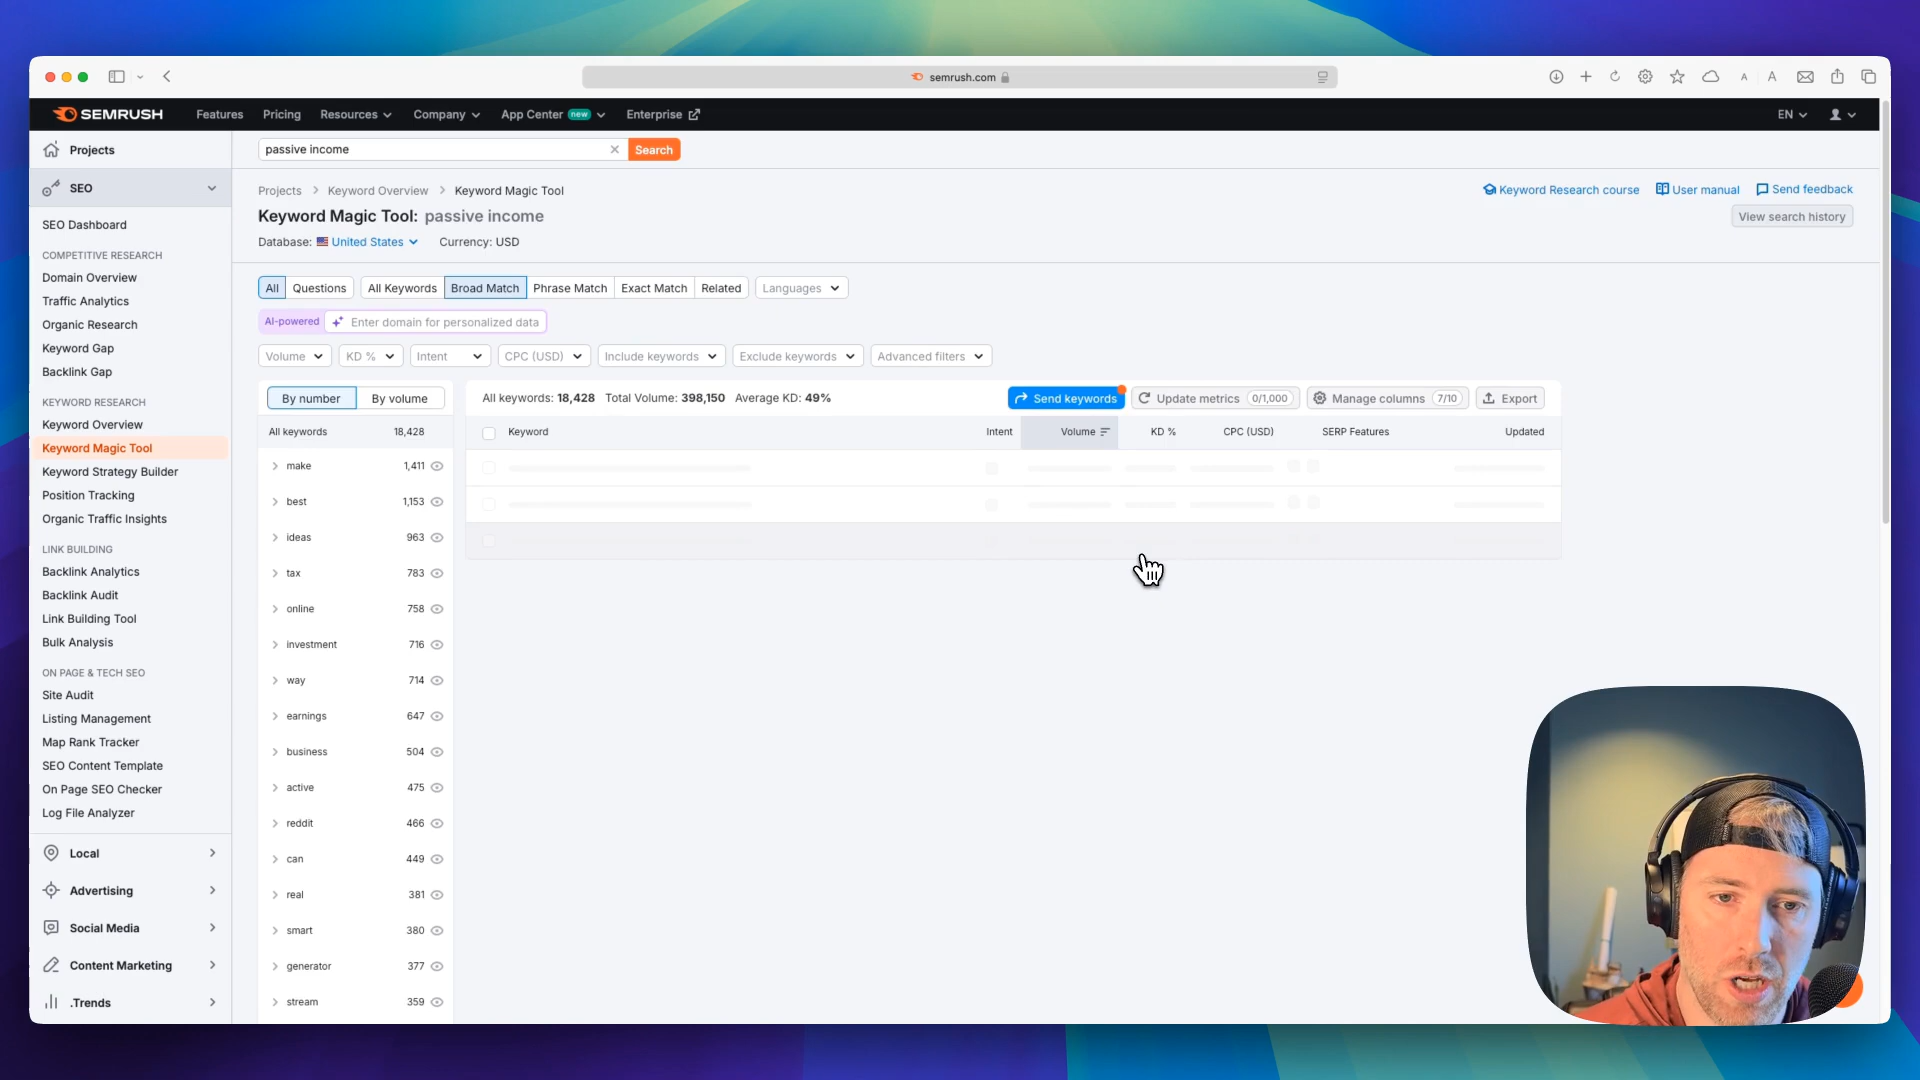 semrush.com
A A
SEMRUSH Features Pricing Resources Company App Center new Enterprise EN
Projects
passive income
Search
SEO
Projects Keyword Overview Keyword Magic Tool
Keyword Research course User manual Send feedback
Keyword Magic Tool: passive income
View search history
Database: United States Currency: USD
SEO Dashboard
COMPETITIVE RESEARCH
Domain Overview
Traffic Analytics
Organic Research
Keyword Gap
Backlink Gap
KEYWORD RESEARCH
Keyword Overview
Keyword Magic Tool
Keyword Strategy Builder
Position Tracking
Organic Traffic Insights
LINK BUILDING
Backlink Analytics
Backlink Audit
Link Building Tool
Bulk Analysis
ON PAGE & TECH SEO
Site Audit
Listing Management
Map Rank Tracker
SEO Content Template
On Page SEO Checker
Log File Analyzer
Local
Advertising
Social Media
Content Marketing
.Trends
All Questions All Keywords Broad Match Phrase Match Exact Match Related Languages
AI-powered Enter domain for personalized data
Volume KD % Intent CPC (USD) Include keywords Exclude keywords Advanced filters
By number By volume
All keywords 18,428
make 1,411
best 1,153
ideas 963
tax 783
online 758
investment 716
way 714
earnings 647
business 504
active 475
reddit 466
can 449
real 381
smart 380
generator 377
stream 359
All keywords: 18,428 Total Volume: 398,150 Average KD: 49%
Send keywords Update metrics 0/1,000 Manage columns 7/10 Export
Keyword Intent Volume KD % CPC (USD) SERP Features Updated